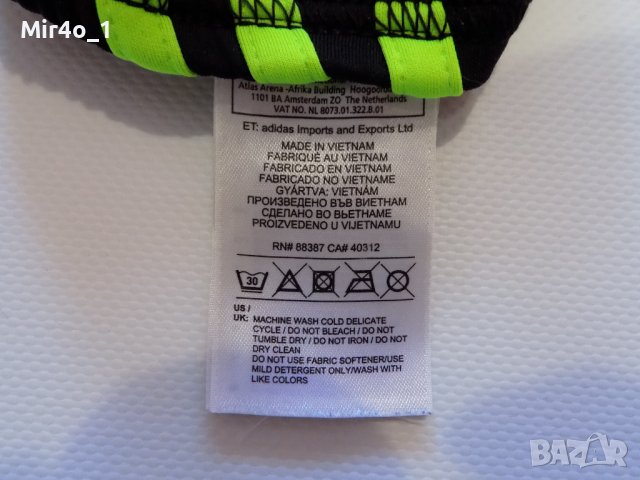 Mir4o_1
Atlas Arena -Afrika Building Hoogoorddreef
1101 BA Amsterdam ZO The Netherlands
VAT NO. NL 8073.01.322.B.01
ET: adidas Imports and Exports Ltd
MADE IN VIETNAM
FABRIQUÉ AU VIETNAM
FABRICADO EN VIETNAM
FABRICADO NO VIETNAME
GYÁRTVA: VIETNÁM
ПРОИЗВЕДЕНО ВЪВ ВИЕТНАМ
СДЕЛАНО ВО ВЬЕТНАМЕ
PROIZVEDENO U VIJETNAMU
RN# 88387 CA# 40312
30
US /
UK: MACHINE WASH COLD DELICATE
CYCLE / DO NOT BLEACH / DO NOT
TUMBLE DRY / DO NOT IRON / DO NOT
DRY CLEAN
DO NOT USE FABRIC SOFTENER/USE
MILD DETERGENT ONLY/WASH WITH
LIKE COLORS
BAZAR